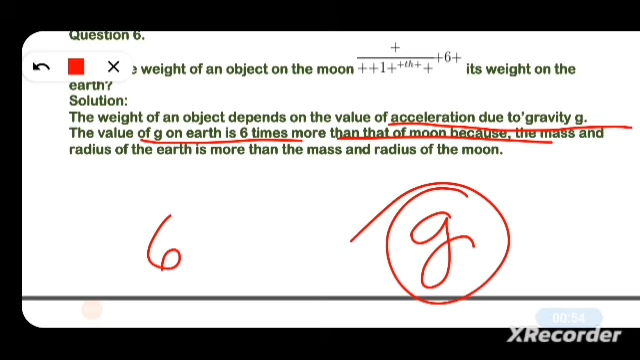 Question 6.
e weight of an object on the moon + / ++1+^+th+ + +6+ its weight on the
earth?
Solution:
The weight of an object depends on the value of acceleration due to'gravity g.
The value of g on earth is 6 times more than that of moon because, the mass and
radius of the earth is more than the mass and radius of the moon.
6 g
00:54
XRecorder